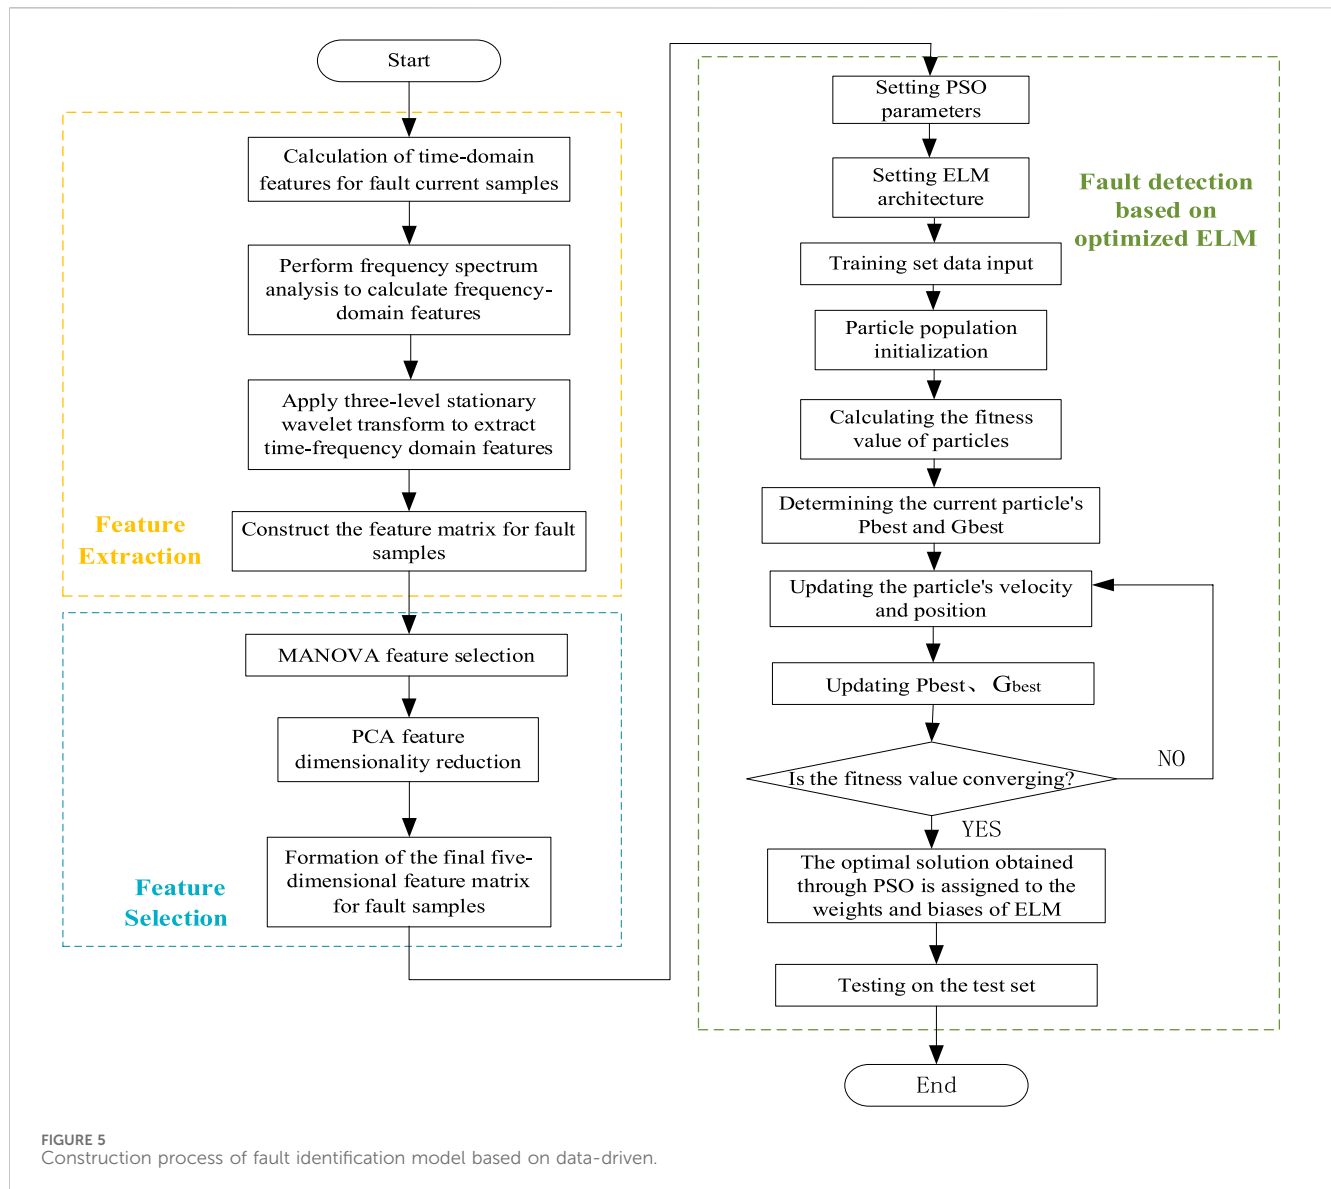 Start
Calculation of time-domain
features for fault current samples
Perform frequency spectrum
analysis to calculate frequency-
domain features
Apply three-level stationary
wavelet transform to extract
time-frequency domain features
Construct the feature matrix for fault
samples
Feature
Extraction
MANOVA feature selection
PCA feature
dimensionality reduction
Formation of the final five-
dimensional feature matrix
for fault samples
Feature
Selection
Setting PSO
parameters
Setting ELM
architecture
Training set data input
Particle population
initialization
Calculating the fitness
value of particles
Determining the current particle's
Pbest and Gbest
Updating the particle's velocity
and position
Updating Pbest、Gbest
Is the fitness value converging?
NO
YES
The optimal solution obtained
through PSO is assigned to the
weights and biases of ELM
Testing on the test set
End
Fault detection
based on
optimized ELM
FIGURE 5
Construction process of fault identification model based on data-driven.